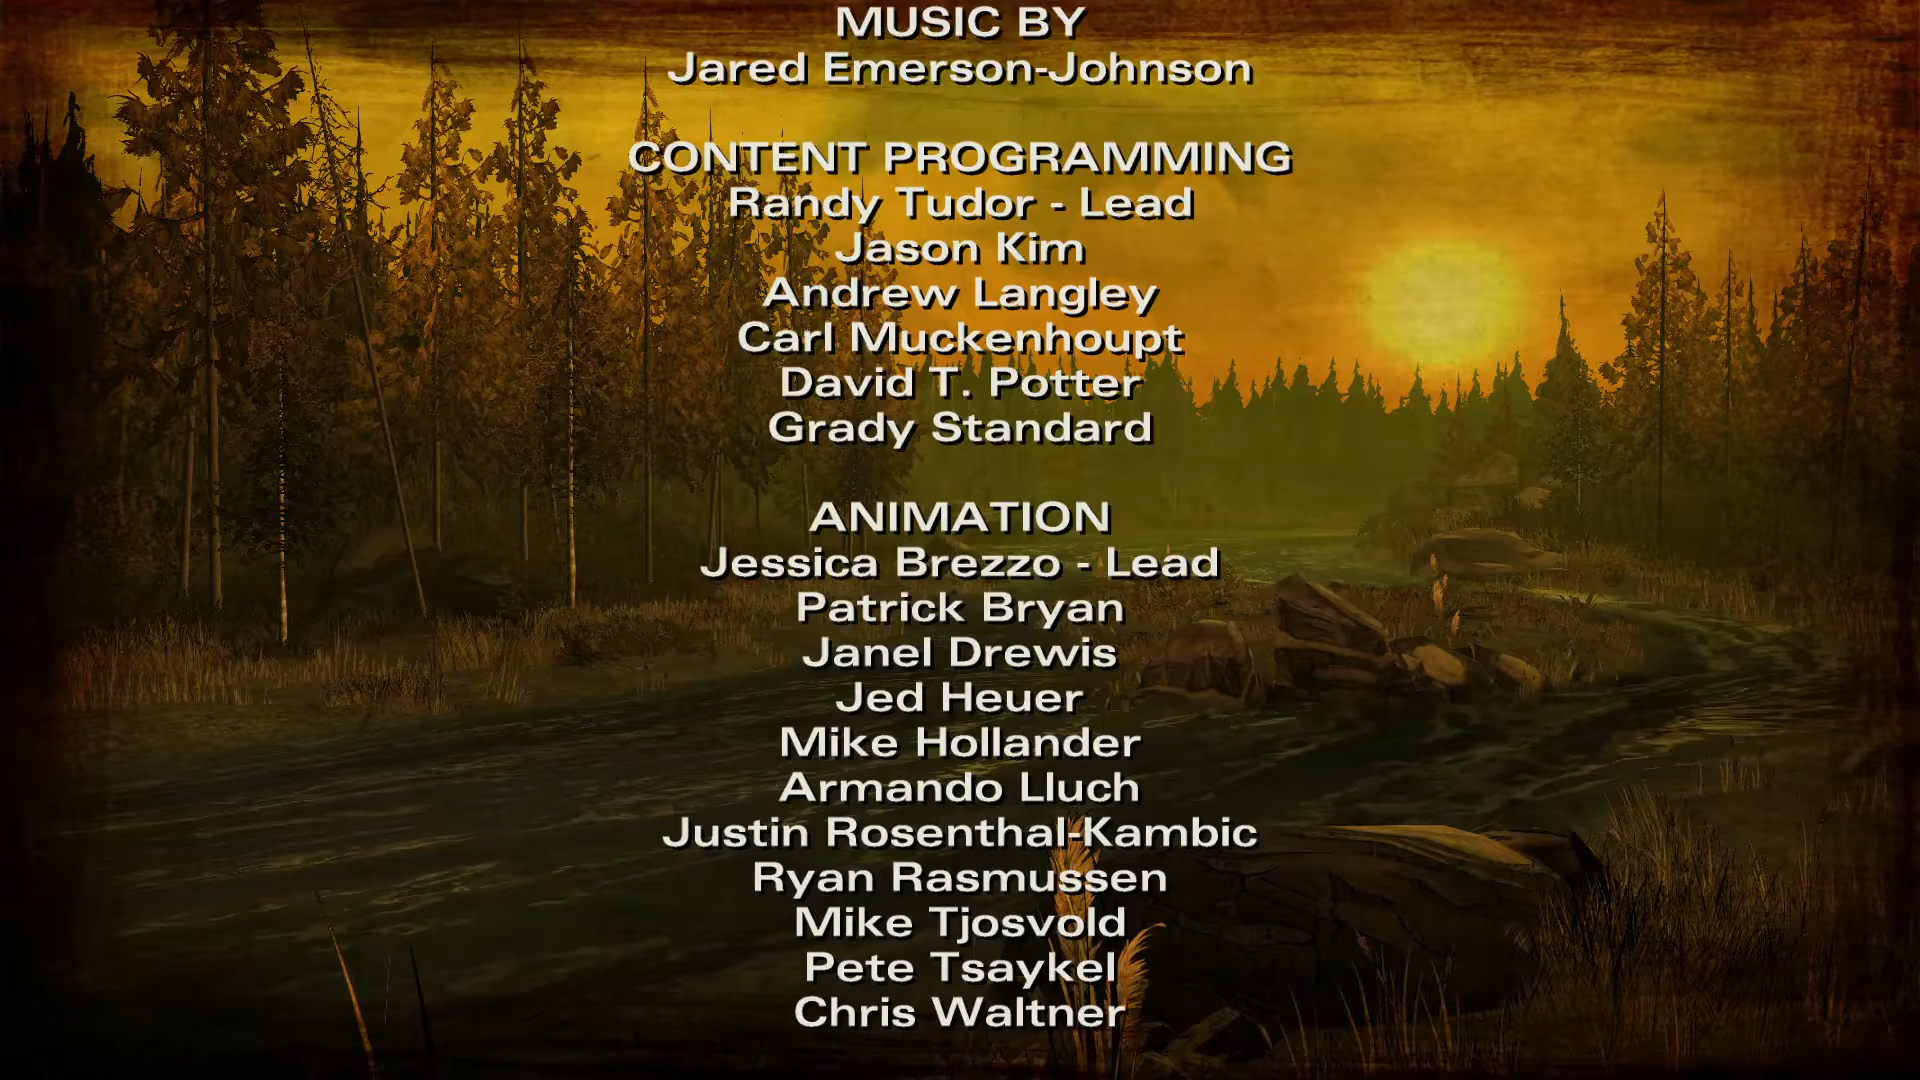 MUSIC BY
Jared Emerson-Johnson
CONTENT PROGRAMMING
Randy Tudor - Lead
Jason Kim
Andrew Langley
Carl Muckenhoupt
David T. Potter
Grady Standard
ANIMATION
Jessica Brezzo - Lead
Patrick Bryan
Janel Drewis
Jed Heuer
Mike Hollander
Armando Lluch
Justin Rosenthal-Kambic
Ryan Rasmussen
Mike Tjosvold
Pete Tsaykel
Chris Waltner